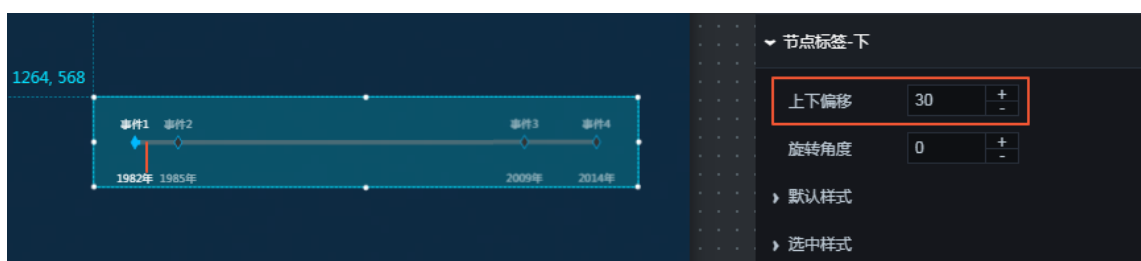 1264, 568
事件1 事件2 事件3 事件4
1982年 1985年 2009年 2014年
节点标签-下
上下偏移 30 + -
旋转角度 0 + -
默认样式
选中样式